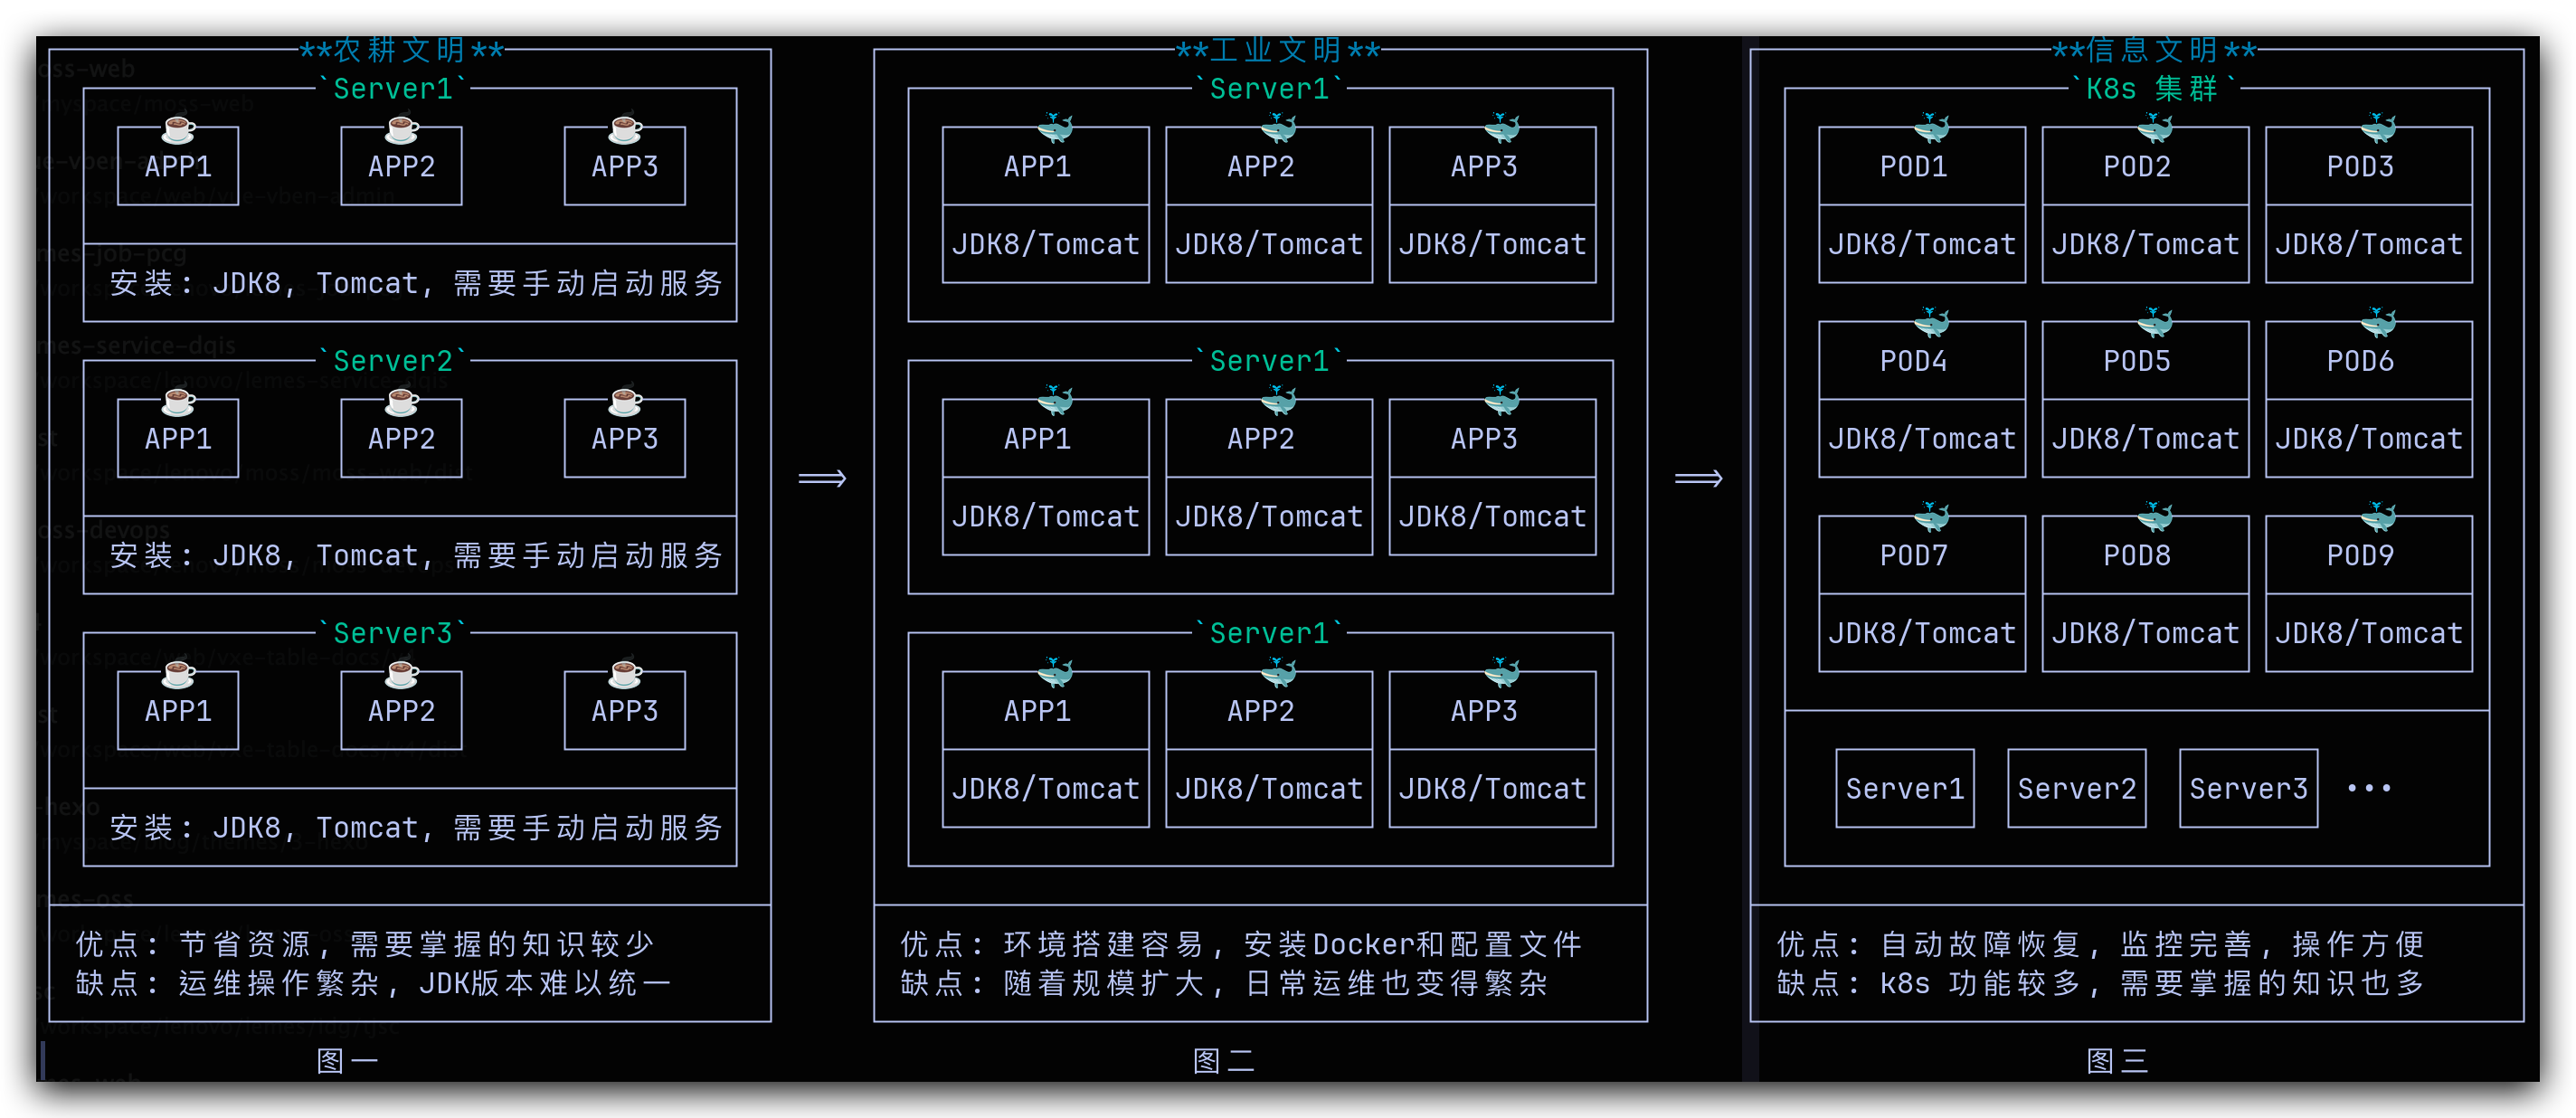 **农耕文明**
`Server1`
APP1 APP2 APP3
安装: JDK8, Tomcat, 需要手动启动服务
`Server2`
APP1 APP2 APP3
安装: JDK8, Tomcat, 需要手动启动服务
`Server3`
APP1 APP2 APP3
安装: JDK8, Tomcat, 需要手动启动服务
优点: 节省资源, 需要掌握的知识较少
缺点: 运维操作繁杂, JDK版本难以统一
图一
⟹
**工业文明**
`Server1`
APP1 APP2 APP3
JDK8/Tomcat JDK8/Tomcat JDK8/Tomcat
`Server1`
APP1 APP2 APP3
JDK8/Tomcat JDK8/Tomcat JDK8/Tomcat
`Server1`
APP1 APP2 APP3
JDK8/Tomcat JDK8/Tomcat JDK8/Tomcat
优点: 环境搭建容易, 安装Docker和配置文件
缺点: 随着规模扩大, 日常运维也变得繁杂
图二
⟹
**信息文明**
`K8s 集群`
POD1 POD2 POD3
JDK8/Tomcat JDK8/Tomcat JDK8/Tomcat
POD4 POD5 POD6
JDK8/Tomcat JDK8/Tomcat JDK8/Tomcat
POD7 POD8 POD9
JDK8/Tomcat JDK8/Tomcat JDK8/Tomcat
Server1 Server2 Server3 ···
优点: 自动故障恢复, 监控完善, 操作方便
缺点: k8s 功能较多, 需要掌握的知识也多
图三